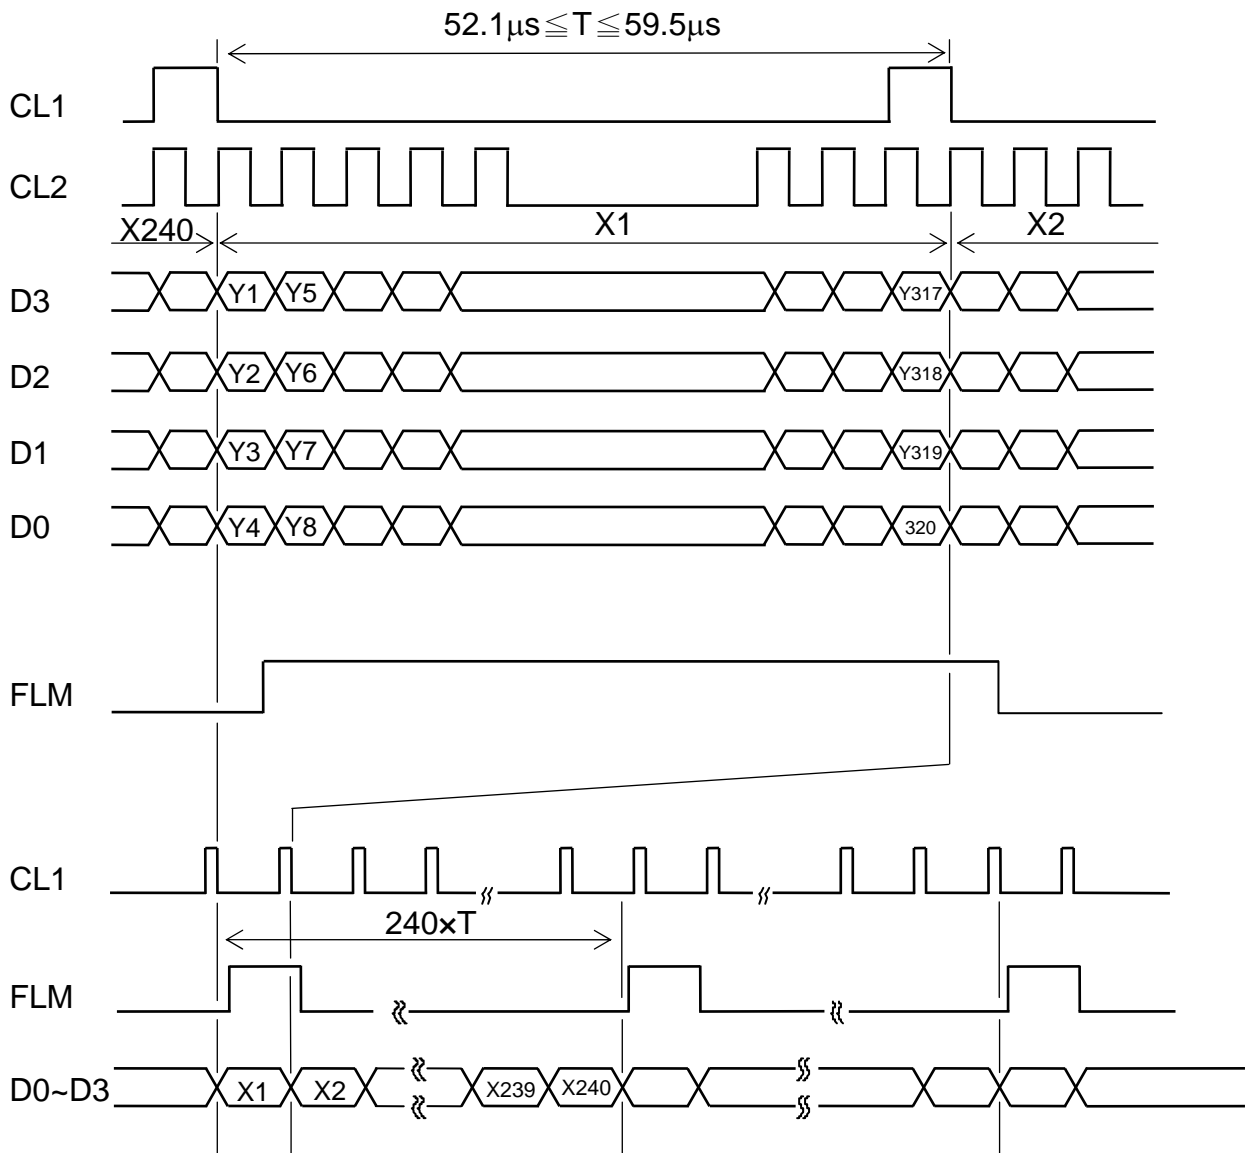 52.1μs≦T≦59.5μs
CL1
CL2
X240 X1 X2
D3 Y1 Y5 Y317
D2 Y2 Y6 Y318
D1 Y3 Y7 Y319
D0 Y4 Y8 320
FLM
CL1
240×T
FLM
D0~D3 X1 X2 X239 X240